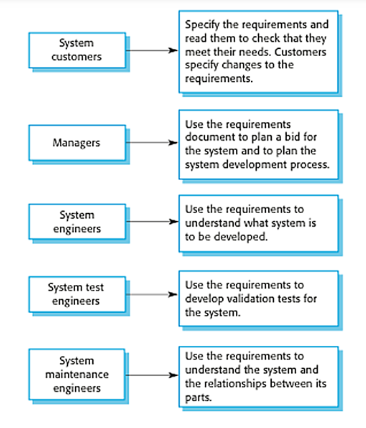 System
customers
Specify the requirements and
read them to check that they
meet their needs. Customers
specify changes to the
requirements.
Managers
Use the requirements
document to plan a bid for
the system and to plan the
system development process.
System
engineers
Use the requirements to
understand what system is
to be developed.
System test
engineers
Use the requirements to
develop validation tests for
the system.
System
maintenance
engineers
Use the requirements to
understand the system and
the relationships between its
parts.